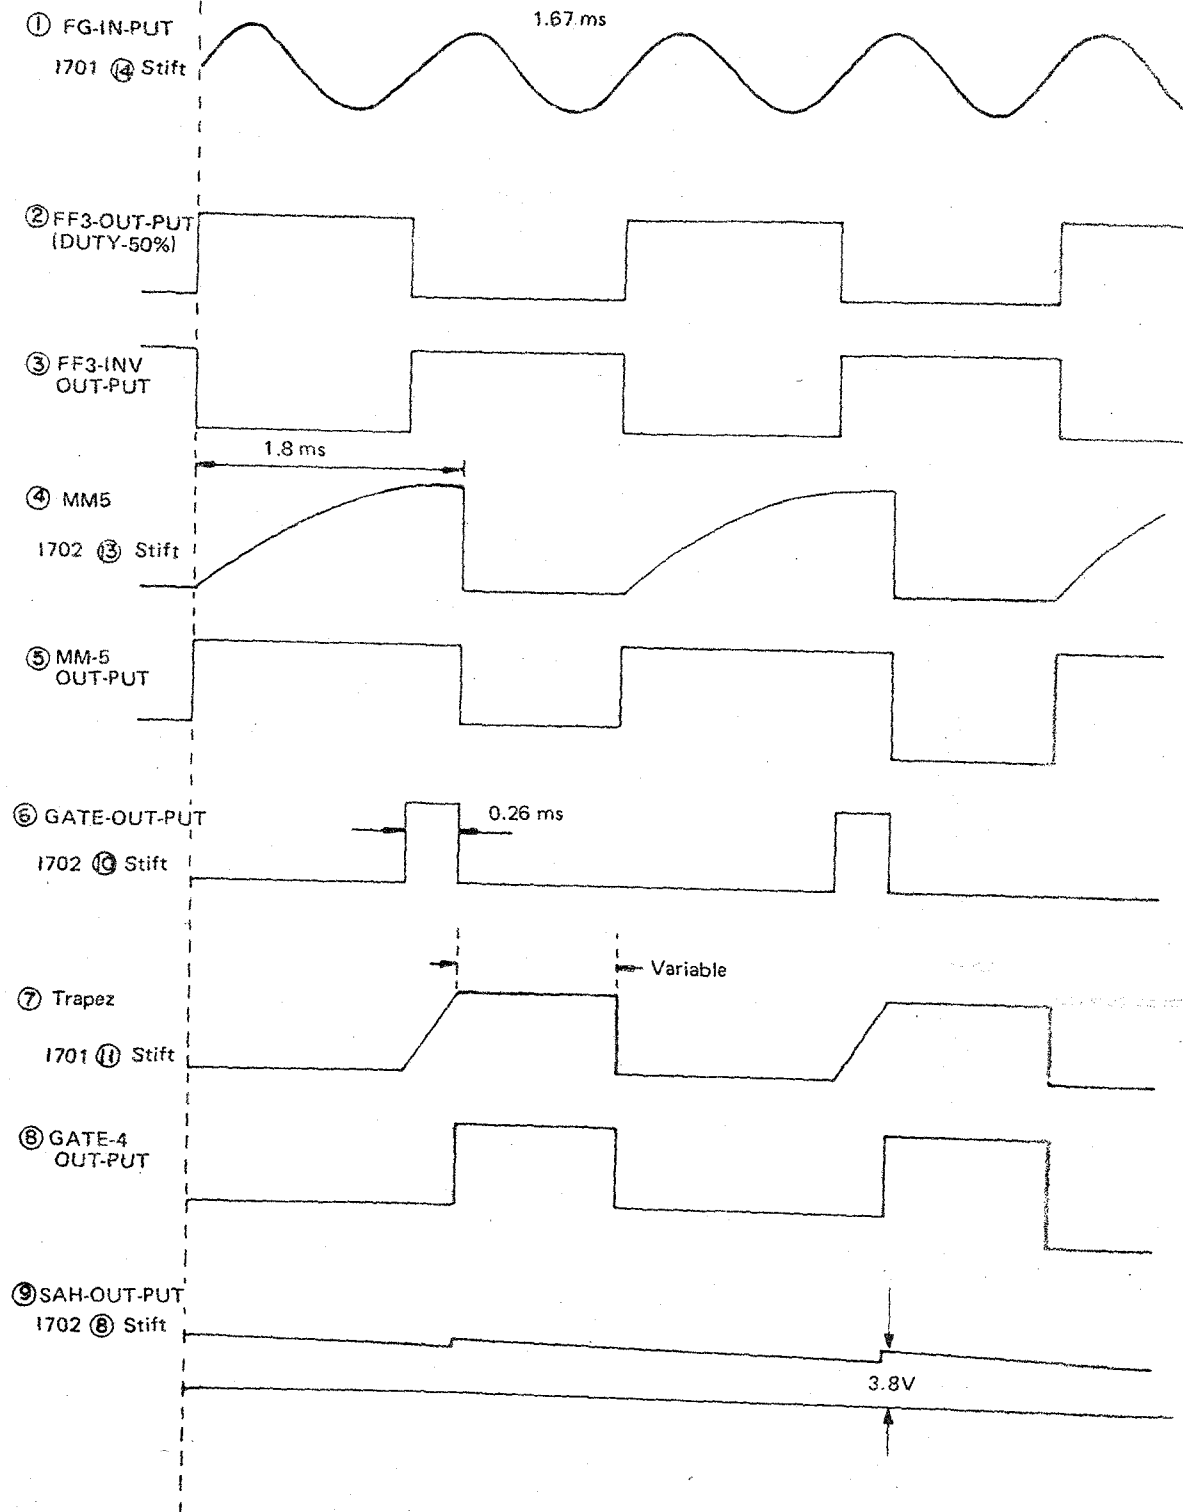 ① FG-IN-PUT
1.67 ms
1701 ⑭ Stift
② FF3-OUT-PUT
(DUTY-50%)
③ FF3-INV
OUT-PUT
1.8 ms
④ MM5
1702 ⑬ Stift
⑤ MM-5
OUT-PUT
⑥ GATE-OUT-PUT
0.26 ms
1702 ⑩ Stift
Variable
⑦ Trapez
1701 ⑪ Stift
⑧ GATE-4
OUT-PUT
⑨ SAH-OUT-PUT
1702 ⑧ Stift
3.8V